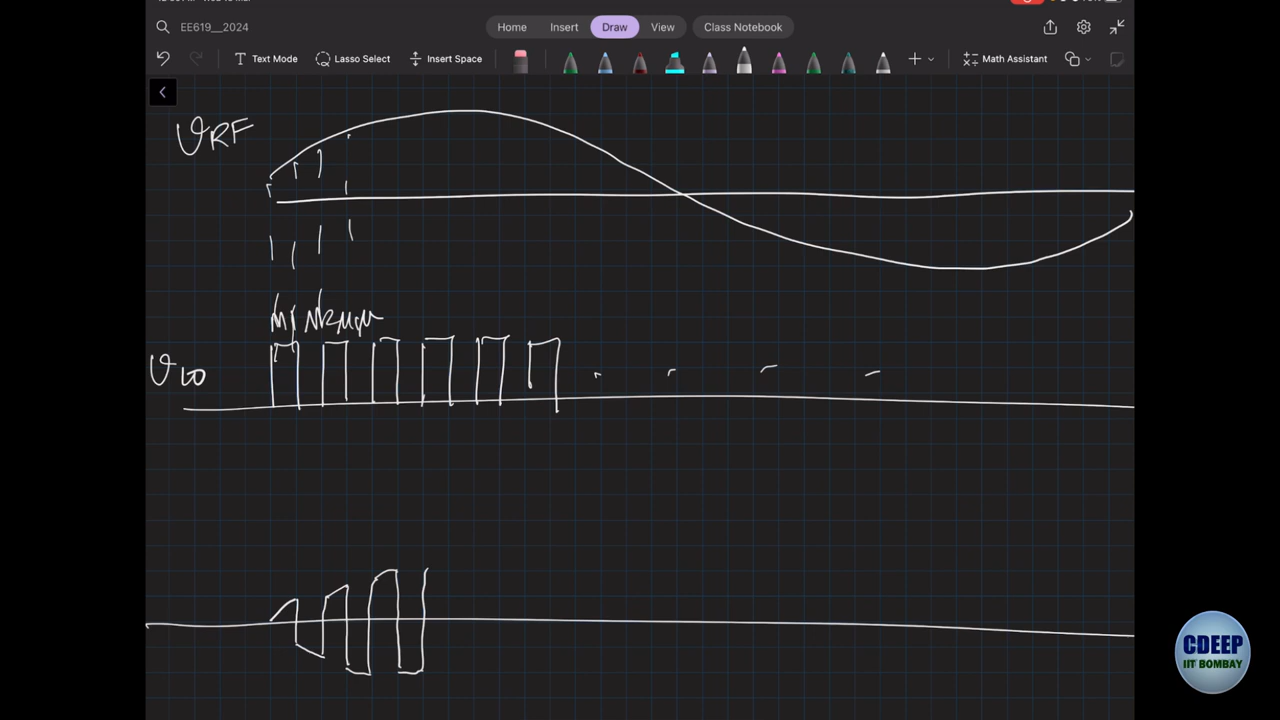 EE619__2024
Home Insert Draw View Class Notebook
Text Mode Lasso Select Insert Space Math Assistant
VRF
VLO
CDEEP
IIT BOMBAY